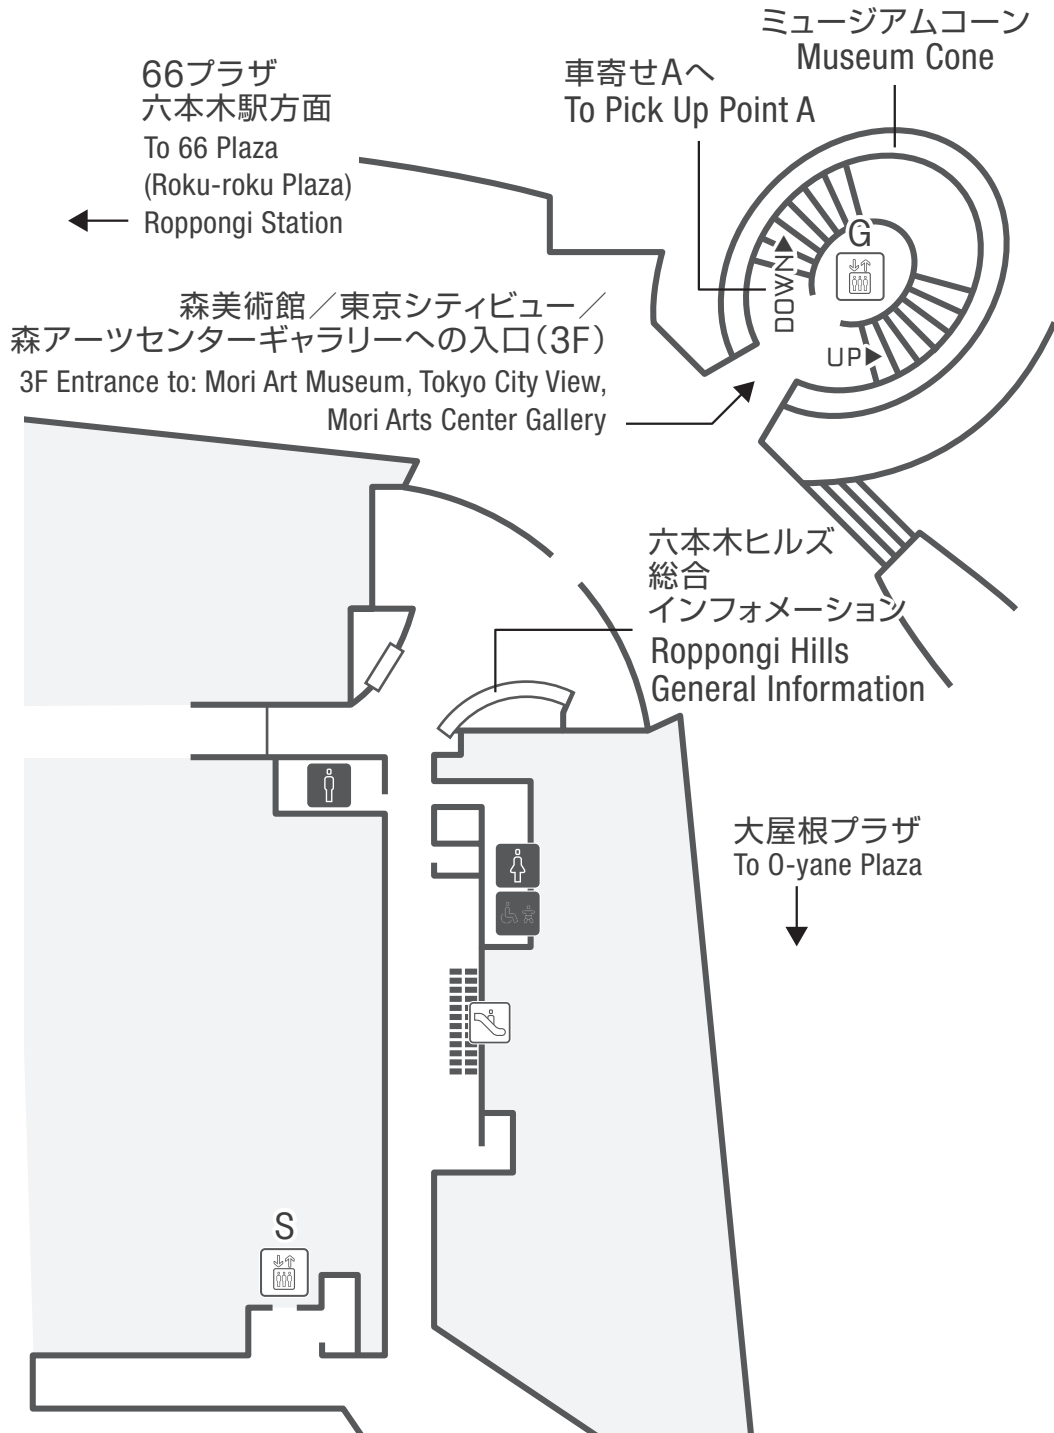 ミュージアムコーン
Museum Cone
車寄せAへ
To Pick Up Point A
66プラザ
六本木駅方面
To 66 Plaza
(Roku-roku Plaza)
Roppongi Station
G
DOWN
UP
森美術館／東京シティビュー／
森アーツセンターギャラリーへの入口（3F）
3F Entrance to: Mori Art Museum, Tokyo City View,
Mori Arts Center Gallery
六本木ヒルズ
総合
インフォメーション
Roppongi Hills
General Information
大屋根プラザ
To O-yane Plaza
S